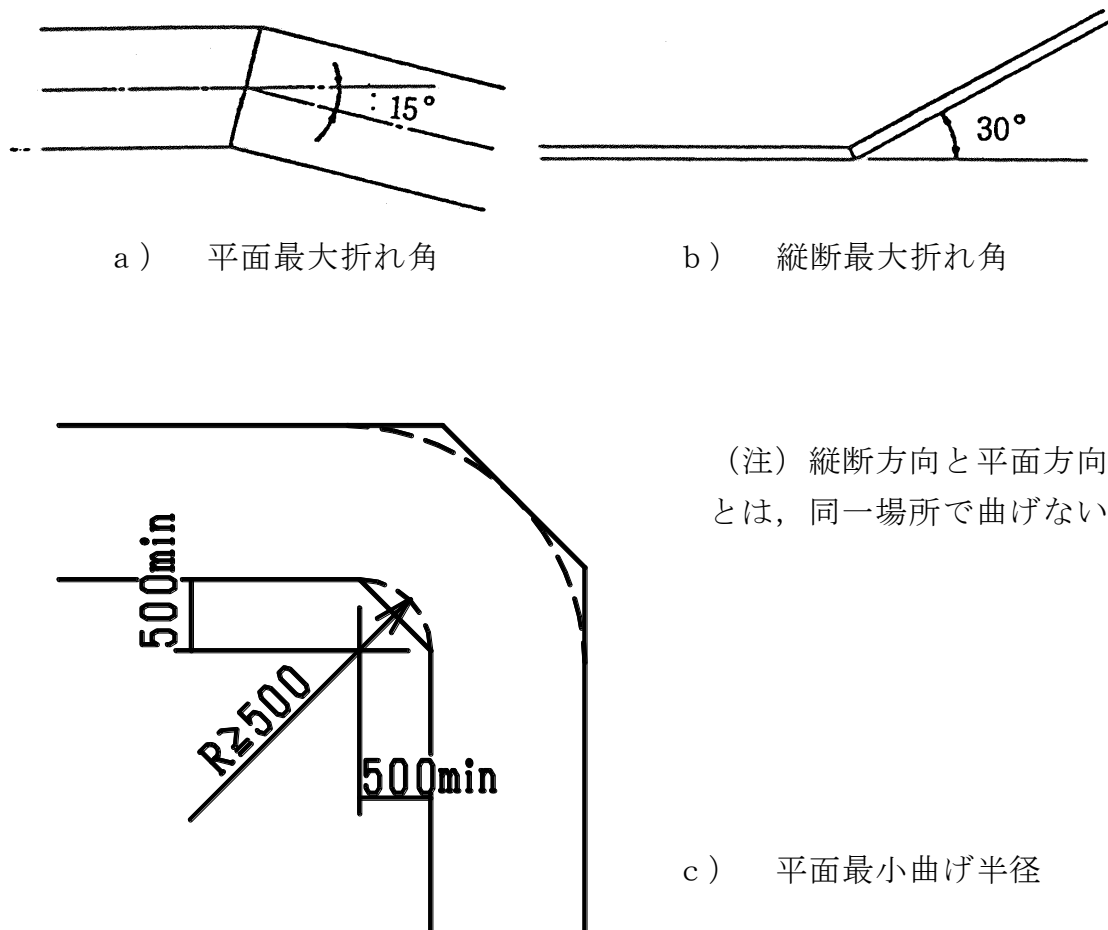 15°
30°
a） 平面最大折れ角
b） 縦断最大折れ角
（注）縦断方向と平面方向
とは，同一場所で曲げない
500min
R≧500
500min
c） 平面最小曲げ半径